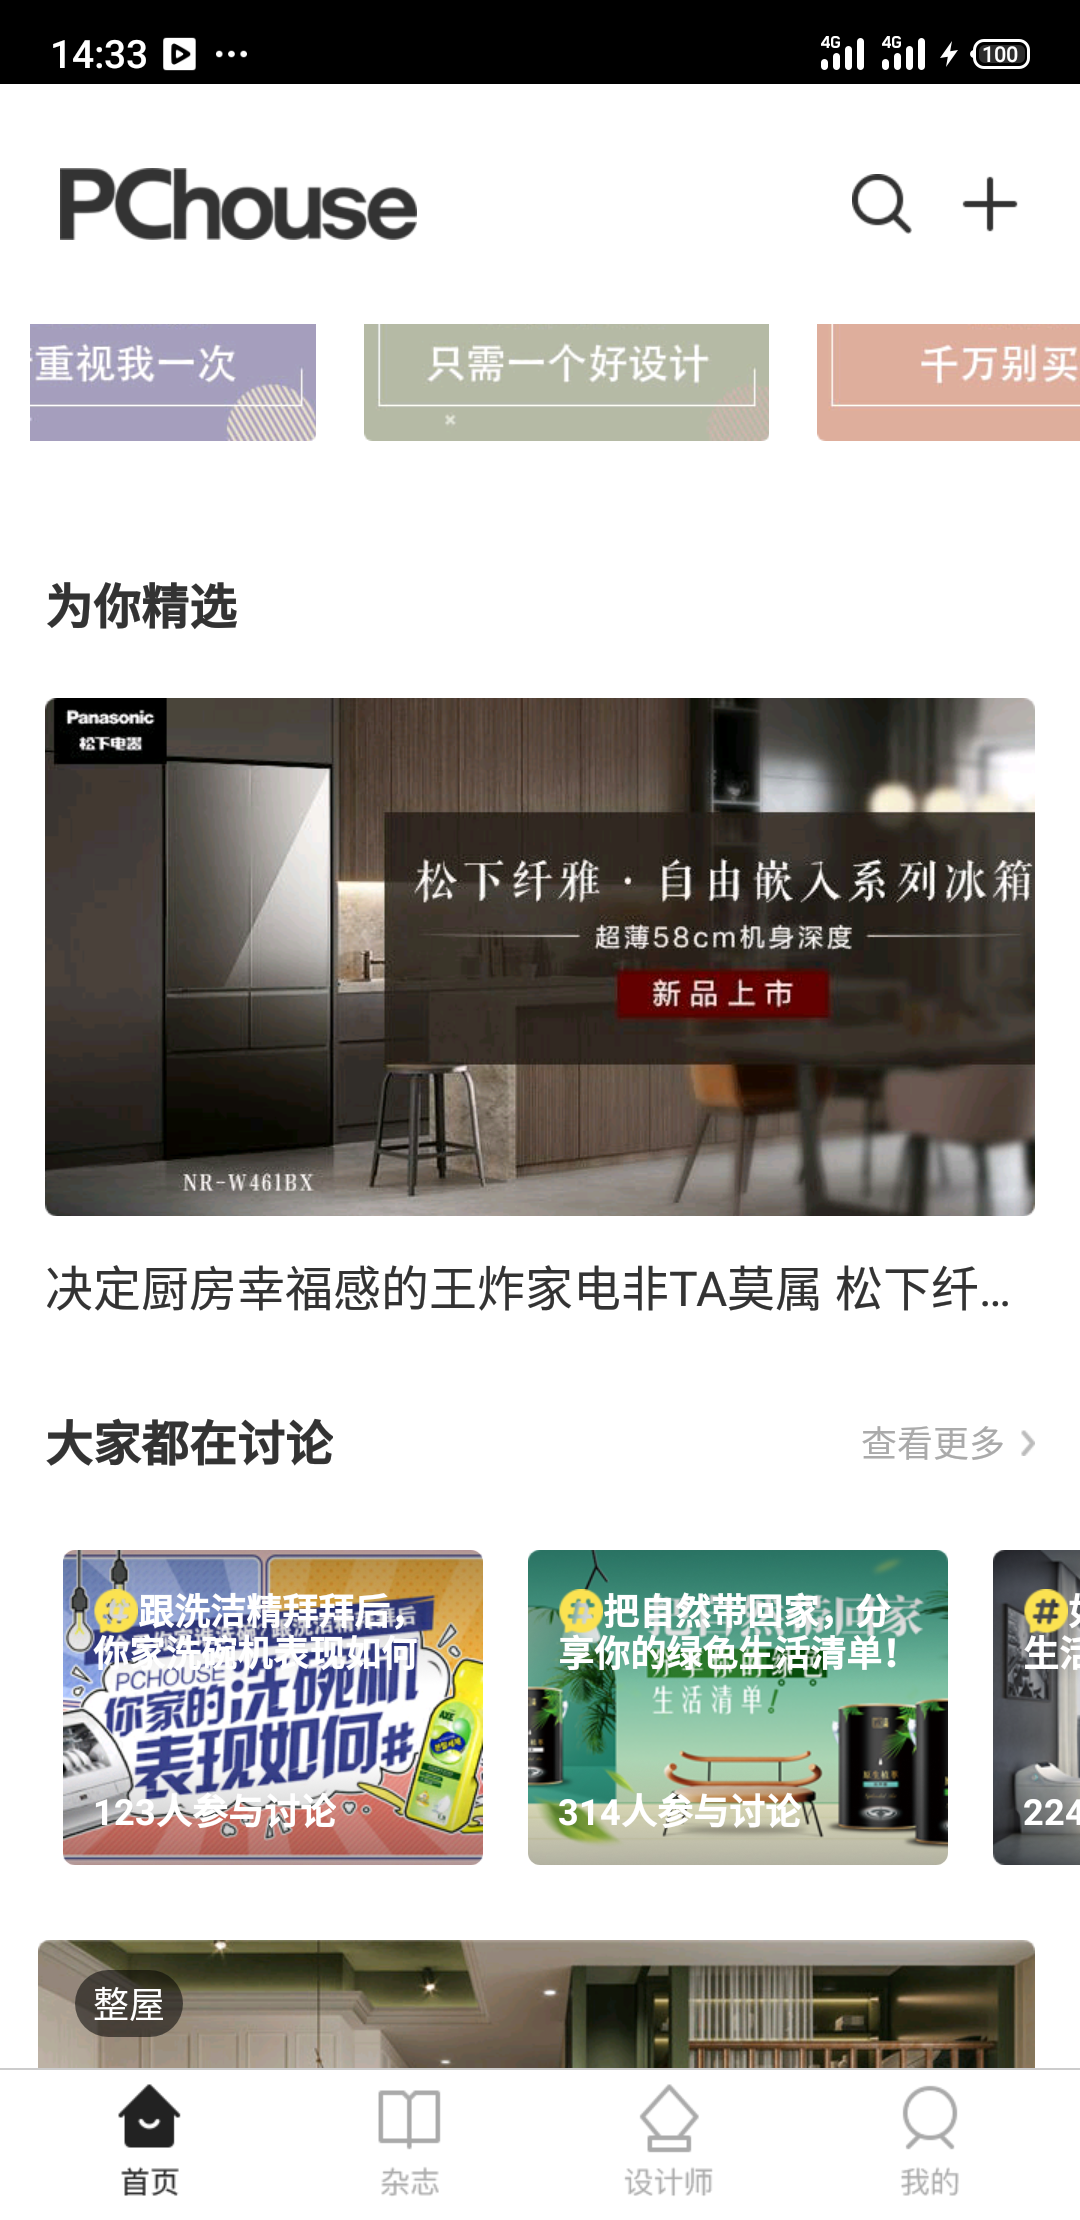 14:33
4G 4G 100
PChouse
重视我一次
只需一个好设计
千万别买
为你精选
Panasonic
松下电器
松下纤雅·自由嵌入系列冰箱
超薄58cm机身深度
新品上市
NR-W461BX
决定厨房幸福感的王炸家电非TA莫属 松下纤...
大家都在讨论
查看更多
#跟洗洁精拜拜后，
你家洗碗机表现如何
PCHOUSE
你家的洗碗机
表现如何#
AXE
123人参与讨论
#把自然带回家，分
享你的绿色生活清单！
生活清单！
314人参与讨论
#
生活
224
整屋
首页
杂志
设计师
我的